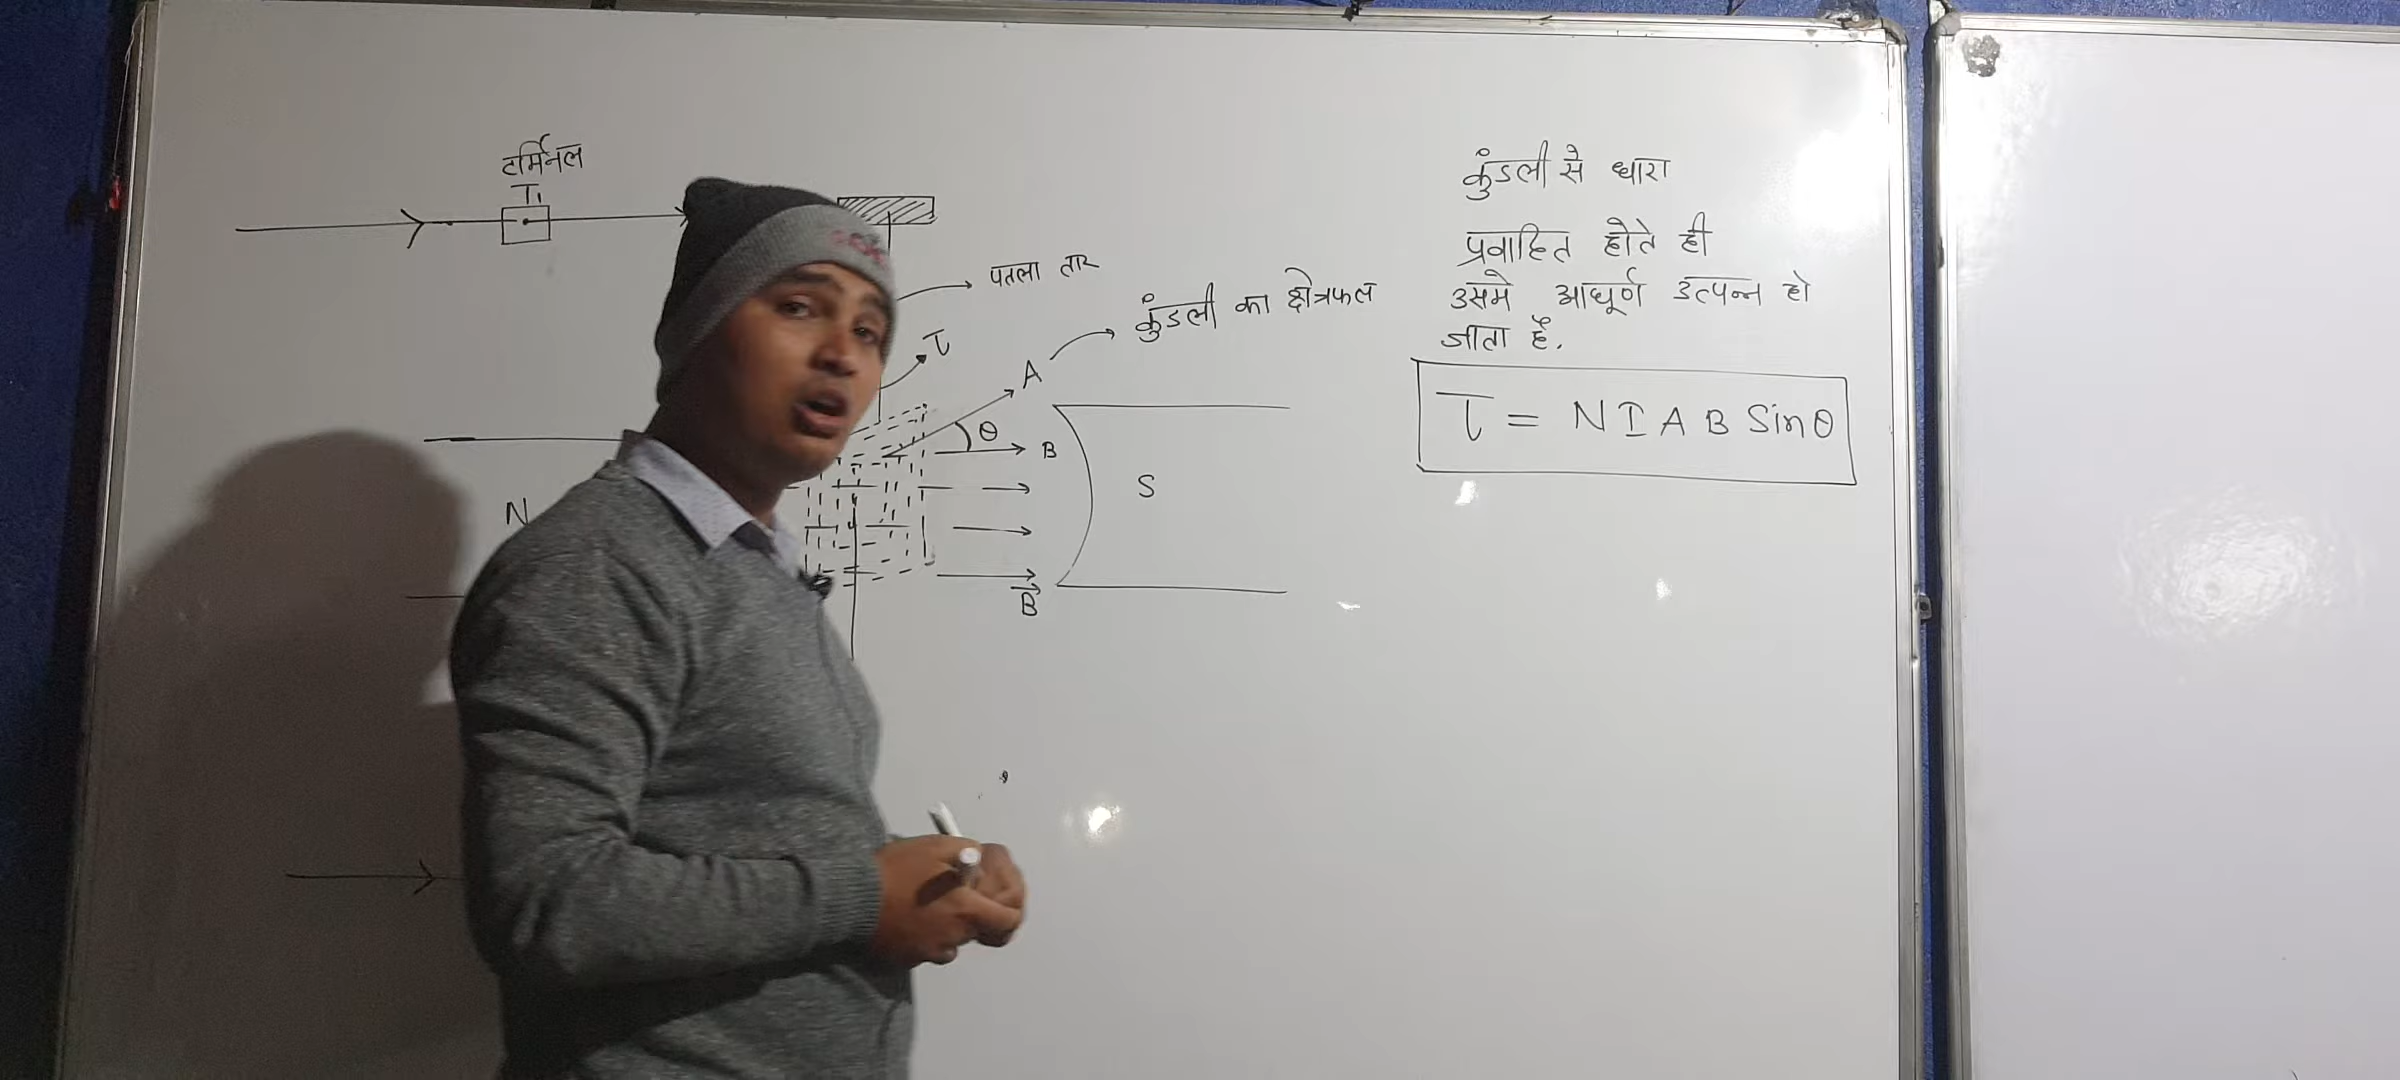 टर्मिनल
T₁
पतला तार
τ
A
कुंडली का क्षेत्रफल
θ
B
N
S
B⃗
कुंडली से धारा
प्रवाहित होते ही
उसमे आघूर्ण उत्पन्न हो
जाता है.
τ = N I A B Sinθ